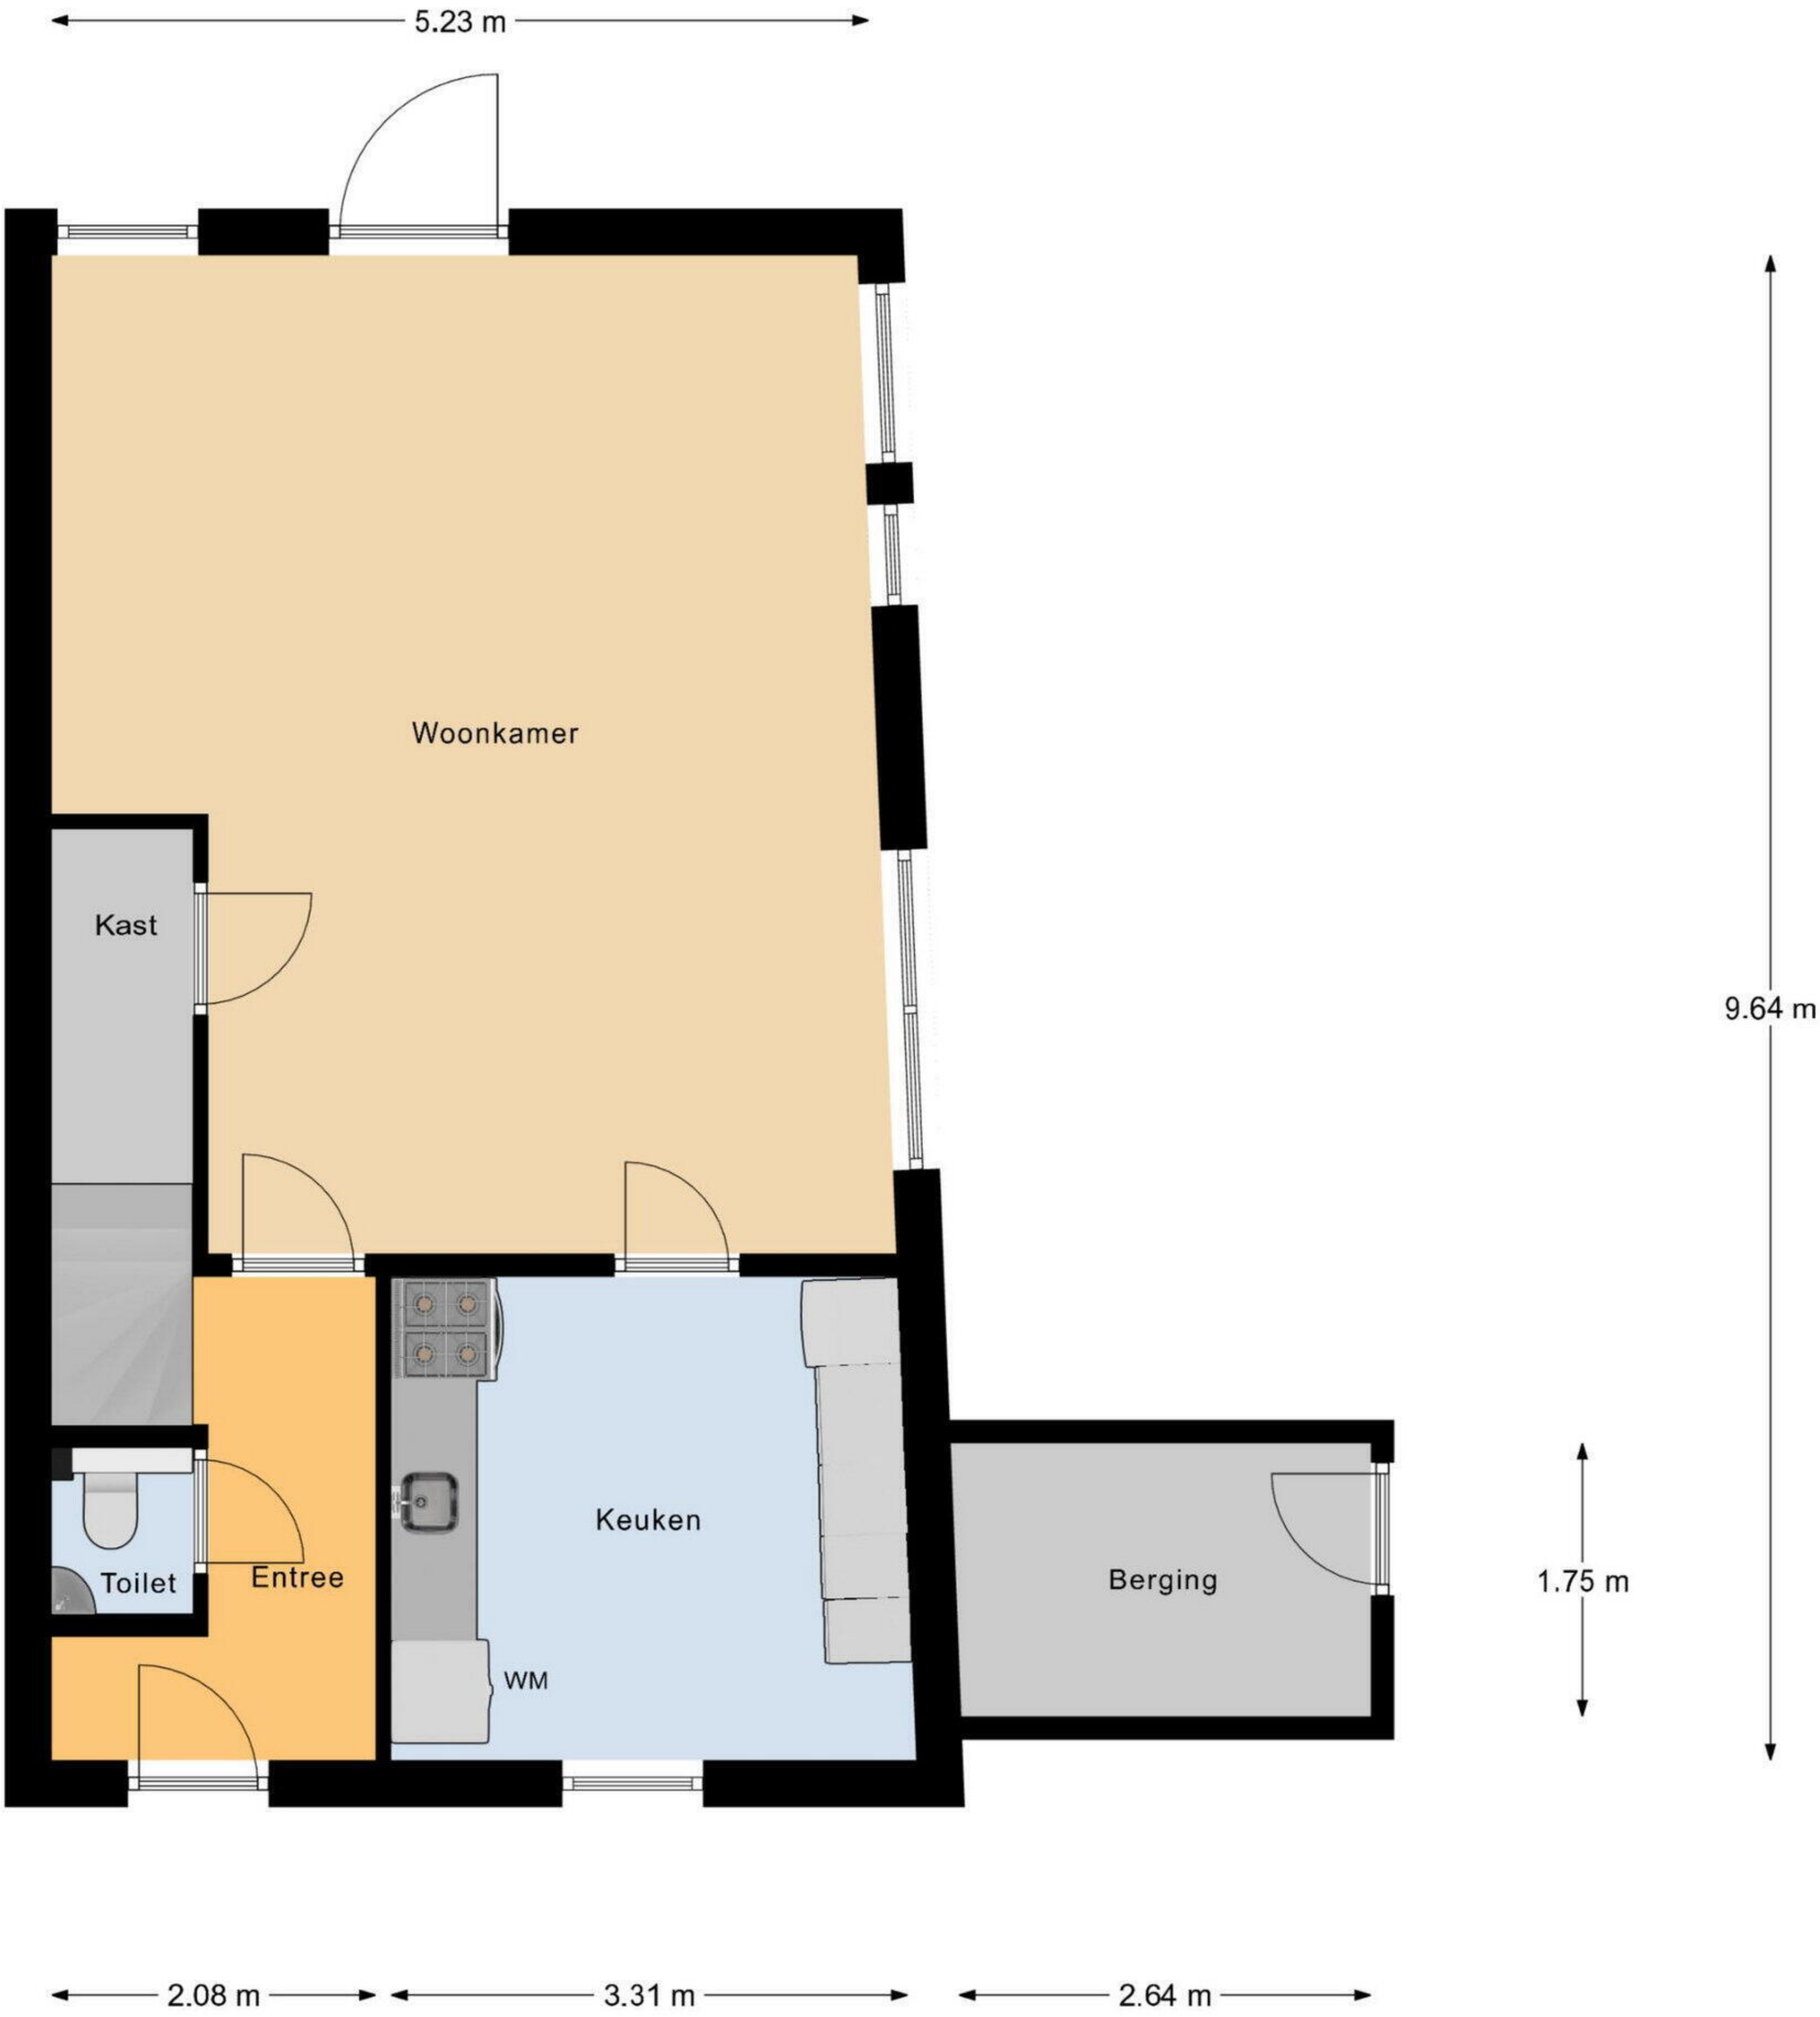 5.23 m
Woonkamer
Kast
9.64 m
Keuken
Toilet
Entree
Berging
1.75 m
WM
2.08 m
3.31 m
2.64 m